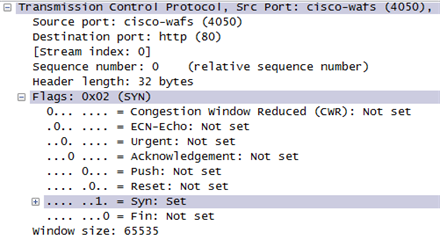 Transmission Control Protocol, Src Port: cisco-wafs (4050),
Source port: cisco-wafs (4050)
Destination port: http (80)
[Stream index: 0]
Sequence number: 0    (relative sequence number)
Header length: 32 bytes
Flags: 0x02 (SYN)
0... .... = Congestion Window Reduced (CWR): Not set
.0.. .... = ECN-Echo: Not set
..0. .... = Urgent: Not set
...0 .... = Acknowledgement: Not set
.... 0... = Push: Not set
.... .0.. = Reset: Not set
.... ..1. = Syn: Set
.... ...0 = Fin: Not set
Window size: 65535